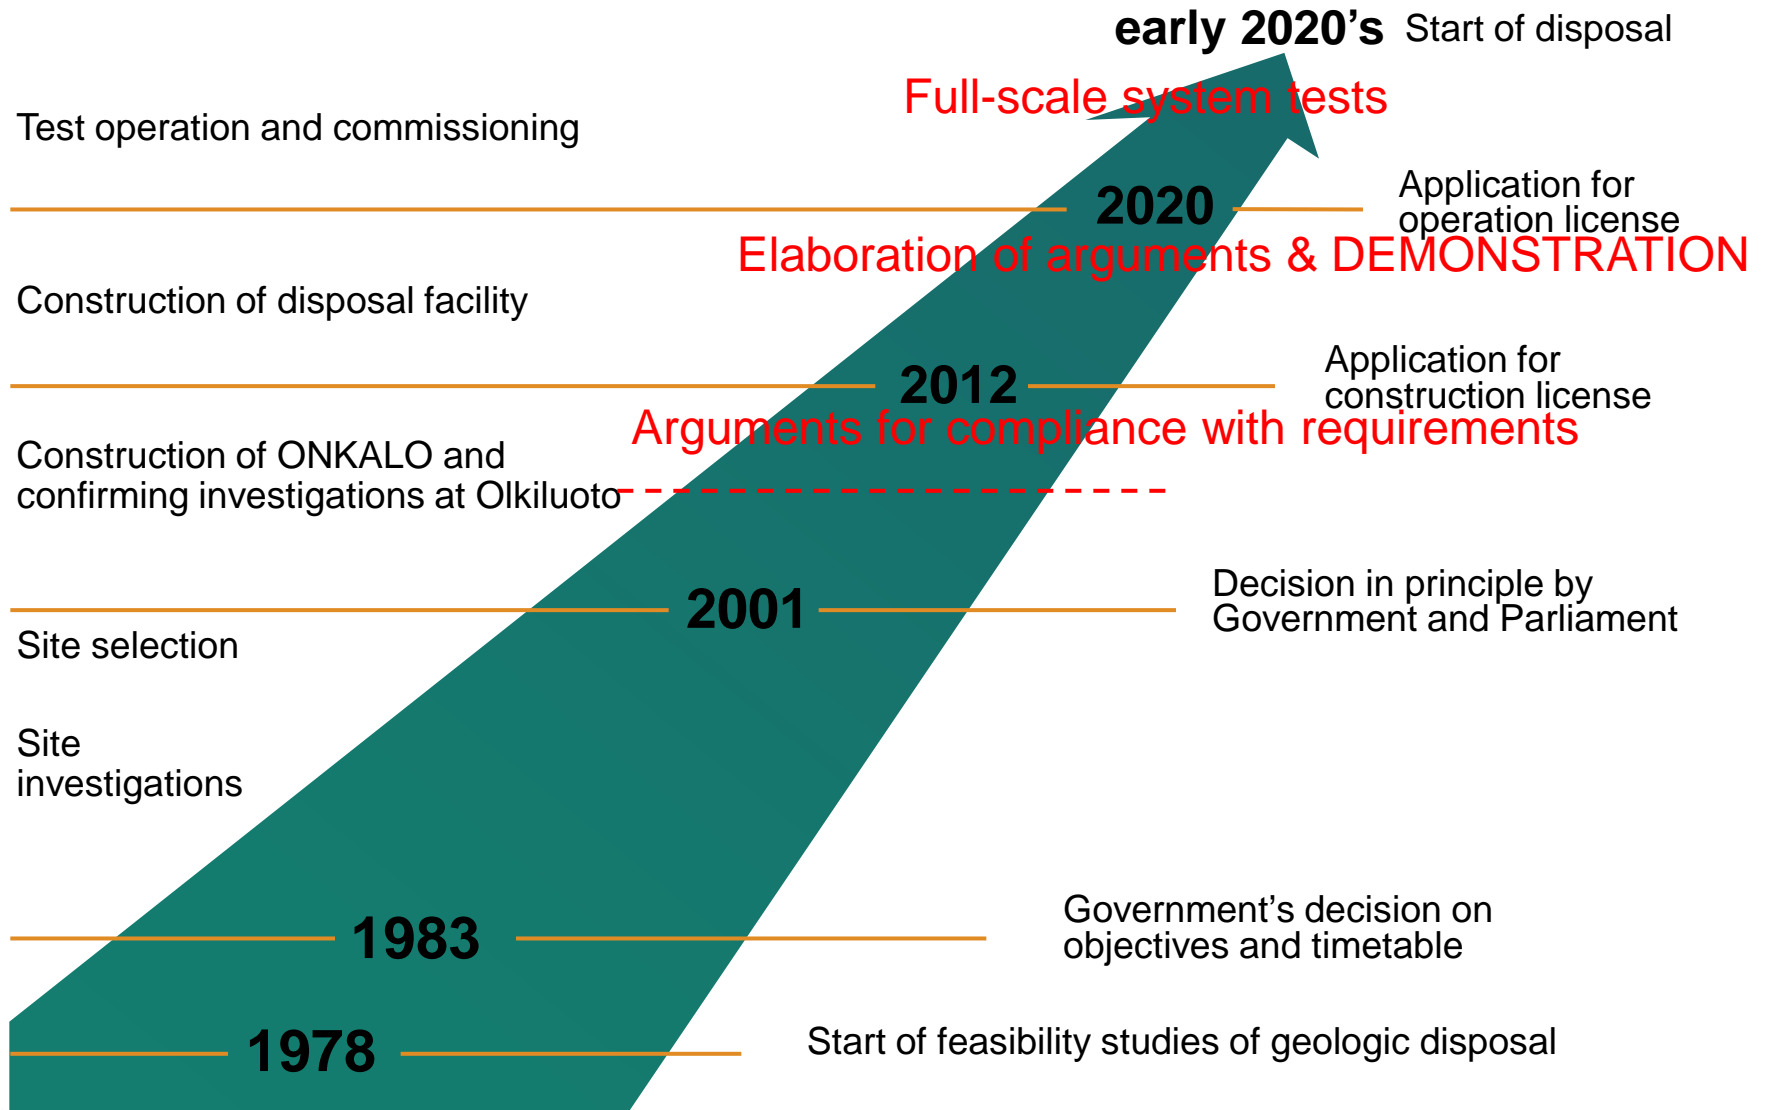 early 2020’s Start of disposal
Full-scale system tests
Test operation and commissioning
2020
Application for
operation license
Elaboration of arguments & DEMONSTRATION
Construction of disposal facility
2012
Application for
construction license
Arguments for compliance with requirements
Construction of ONKALO and
confirming investigations at Olkiluoto
2001
Decision in principle by
Government and Parliament
Site selection
Site
investigations
1983
Government’s decision on
objectives and timetable
1978
Start of feasibility studies of geologic disposal